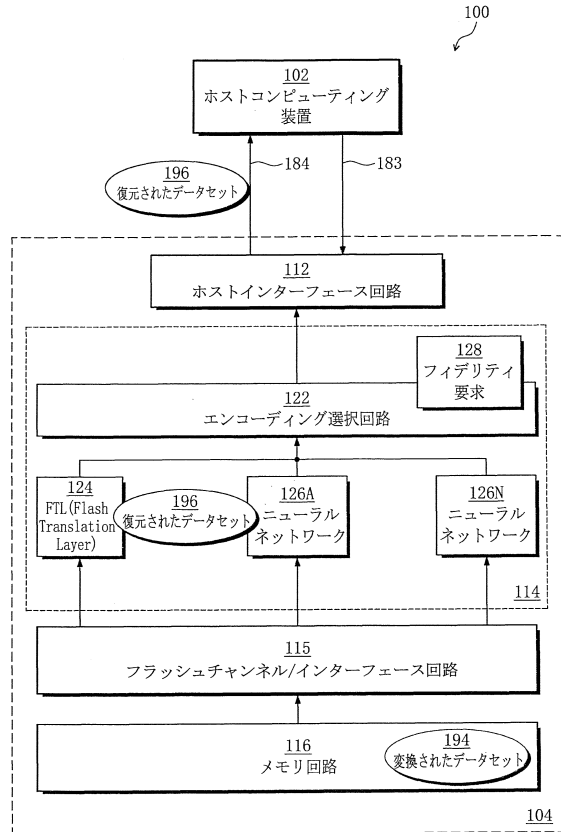 100
102
ホストコンピューティング
装置
184
183
196
復元されたデータセット
112
ホストインターフェース回路
128
フィデリティ
要求
122
エンコーディング選択回路
124
FTL(Flash
Translation
Layer)
196
復元されたデータセット
126A
ニューラル
ネットワーク
126N
ニューラル
ネットワーク
114
115
フラッシュチャンネル/インターフェース回路
116
メモリ回路
194
変換されたデータセット
104